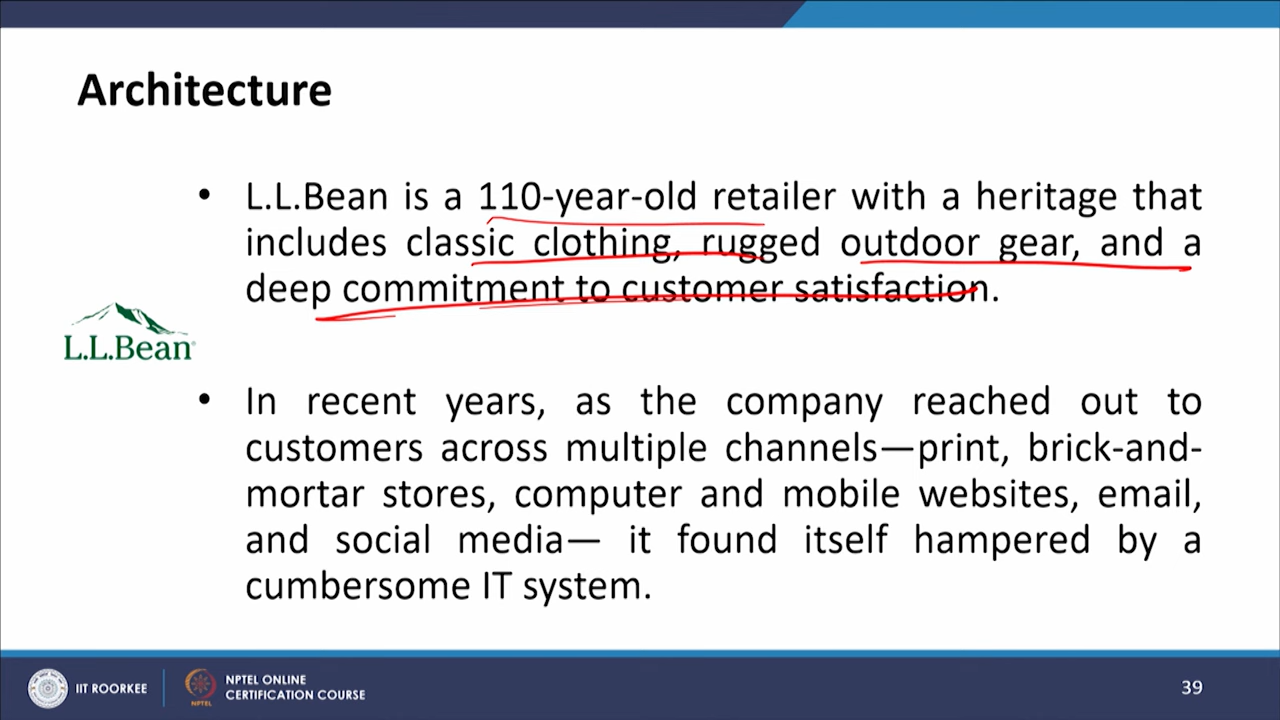 Architecture
• L.L.Bean is a 110-year-old retailer with a heritage that
includes classic clothing, rugged outdoor gear, and a
deep commitment to customer satisfaction.
L.L.Bean
• In recent years, as the company reached out to
customers across multiple channels—print, brick-and-
mortar stores, computer and mobile websites, email,
and social media— it found itself hampered by a
cumbersome IT system.
IIT ROORKEE
NPTEL
NPTEL ONLINE
CERTIFICATION COURSE
39